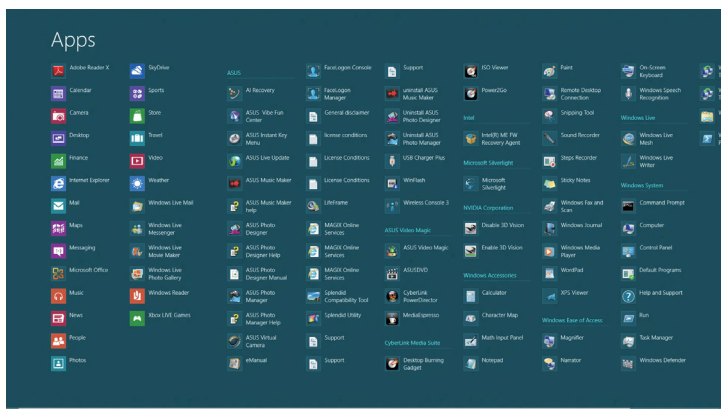 Apps
Adobe Reader X
Calendar
Camera
Desktop
Finance
Internet Explorer
Mail
Maps
Messaging
Microsoft Office
Music
News
People
Photos
SkyDrive
Sports
Store
Travel
Video
Weather
Windows Live Mail
Windows Live
Messenger
Windows Live
Movie Maker
Windows Live
Photo Gallery
Windows Reader
Xbox LIVE Games
ASUS
AI Recovery
ASUS Vibe Fun
Center
ASUS Instant Key
Menu
ASUS Live Update
ASUS Music Maker
ASUS Music Maker
help
ASUS Photo
Designer
ASUS Photo
Designer Help
ASUS Photo
Designer Manual
ASUS Photo
Manager
ASUS Photo
Manager Help
ASUS Virtual
Camera
eManual
FaceLogon Console
FaceLogon
Manager
General disclaimer
license conditions
License Conditions
License Conditions
LifeFrame
MAGIX Online
Services
MAGIX Online
Services
MAGIX Online
Services
Splendid
Compatibility Tool
Splendid Utility
Support
Support
Support
uninstall ASUS
Music Maker
Uninstall ASUS
Photo Designer
Uninstall ASUS
Photo Manager
USB Charger Plus
WinFlash
Wireless Console 3
ASUS Video Magic
ASUS Video Magic
ASUSDVD
CyberLink
PowerDirector
MediaEspresso
CyberLink Media Suite
Desktop Burning
Gadget
ISO Viewer
Power2Go
Intel
Intel(R) ME FW
Recovery Agent
Microsoft Silverlight
Microsoft
Silverlight
NVIDIA Corporation
Disable 3D Vision
Enable 3D Vision
Windows Accessories
Calculator
Character Map
Math Input Panel
Notepad
Paint
Remote Desktop
Connection
Snipping Tool
Sound Recorder
Steps Recorder
Sticky Notes
Windows Fax and
Scan
Windows Journal
Windows Media
Player
WordPad
XPS Viewer
Windows Ease of Access
Magnifier
Narrator
On-Screen
Keyboard
Windows Speech
Recognition
Windows Live
Windows Live
Mesh
Windows Live
Writer
Windows System
Command Prompt
Computer
Control Panel
Default Programs
Help and Support
Run
Task Manager
Windows Defender